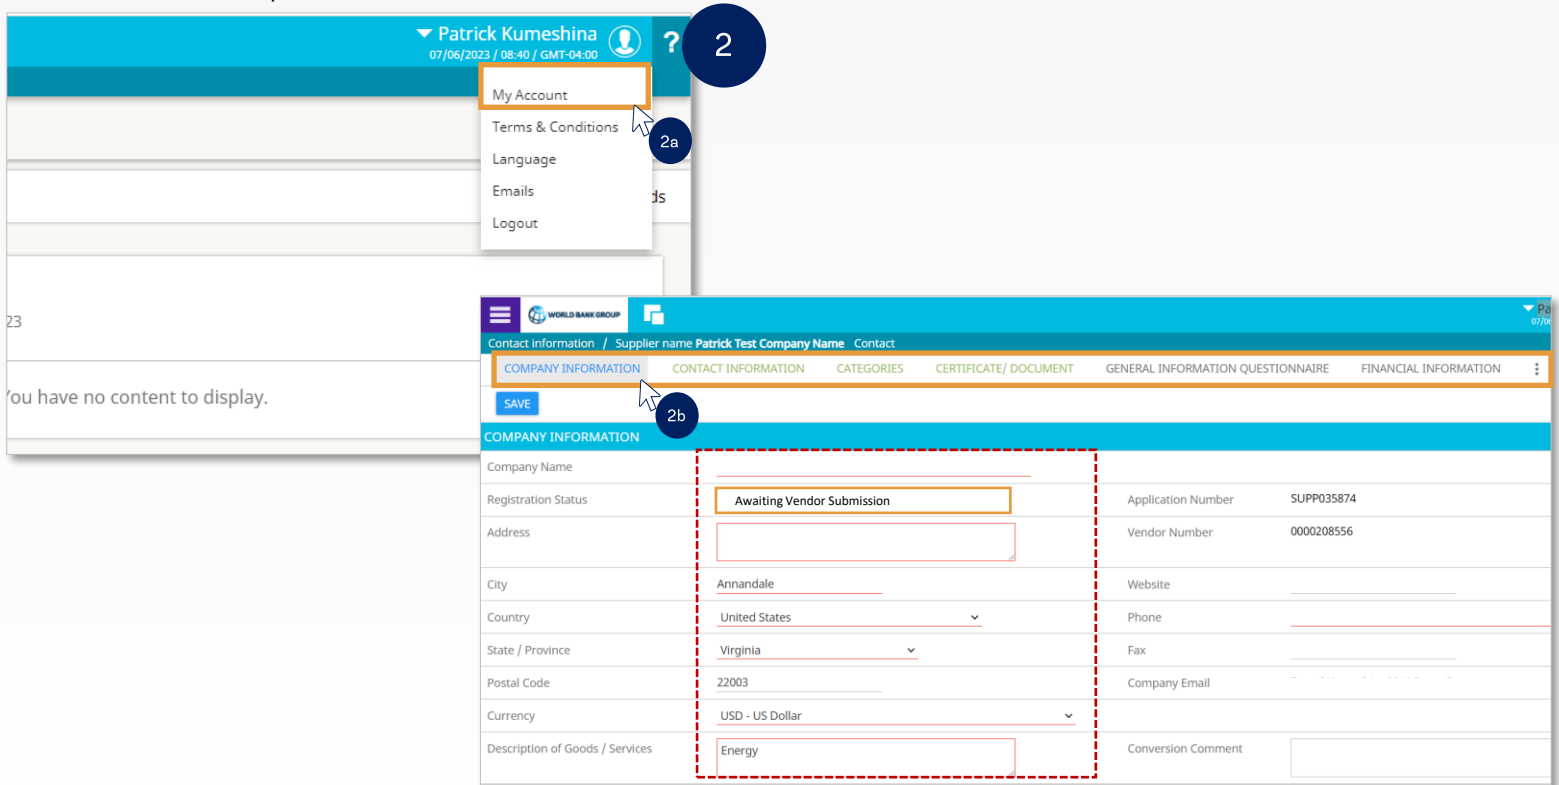 Patrick Kumeshina
07/06/2023 / 08:40 / GMT-04:00
?
2
My Account
Terms & Conditions
2a
Language
Emails
ds
Logout
23
You have no content to display.
WORLD BANK GROUP
Pa
07/06
Contact information / Supplier name Patrick Test Company Name Contact
COMPANY INFORMATION CONTACT INFORMATION CATEGORIES CERTIFICATE/ DOCUMENT GENERAL INFORMATION QUESTIONNAIRE FINANCIAL INFORMATION
SAVE
2b
COMPANY INFORMATION
Company Name
Registration Status Awaiting Vendor Submission Application Number SUPP035874
Address Vendor Number 0000208556
City Annandale Website
Country United States Phone
State / Province Virginia Fax
Postal Code 22003 Company Email
Currency USD - US Dollar
Description of Goods / Services Energy Conversion Comment